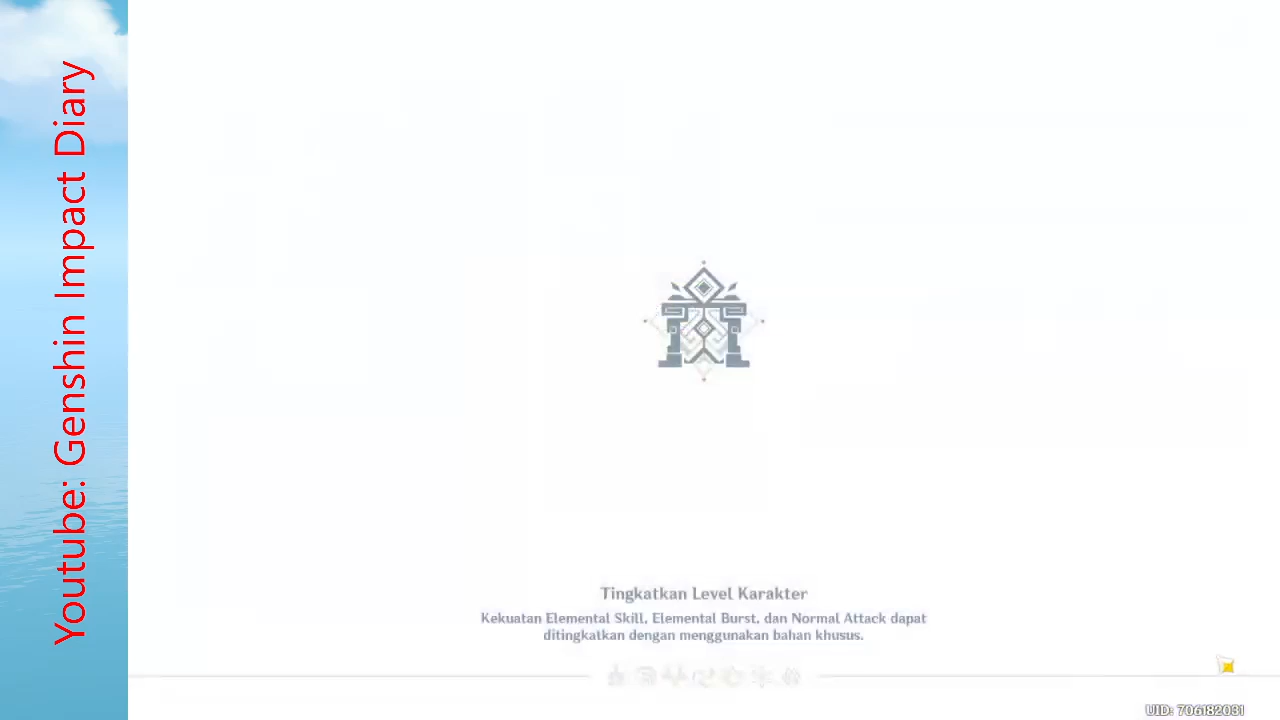 Youtube: Genshin Impact Diary
Tingkatkan Level Karakter
Kekuatan Elemental Skill, Elemental Burst, dan Normal Attack dapat
ditingkatkan dengan menggunakan bahan khusus.
UID: 706182031